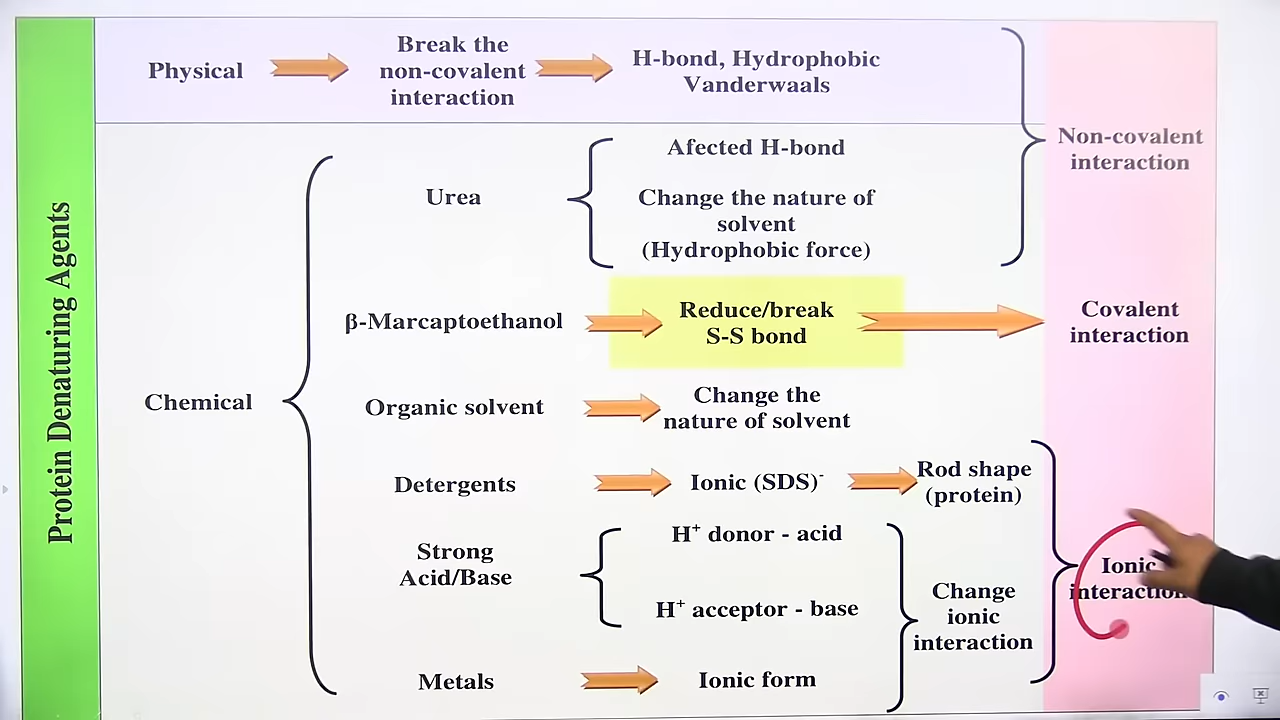 Protein Denaturing Agents
Physical
Break the
non-covalent
interaction
H-bond, Hydrophobic
Vanderwaals
Non-covalent
interaction
Chemical
Urea
Afected H-bond
Change the nature of
solvent
(Hydrophobic force)
β-Marcaptoethanol
Reduce/break
S-S bond
Covalent
interaction
Organic solvent
Change the
nature of solvent
Detergents
Ionic (SDS)⁻
Rod shape
(protein)
Strong
Acid/Base
H⁺ donor - acid
H⁺ acceptor - base
Change
ionic
interaction
Ionic
interaction
Metals
Ionic form